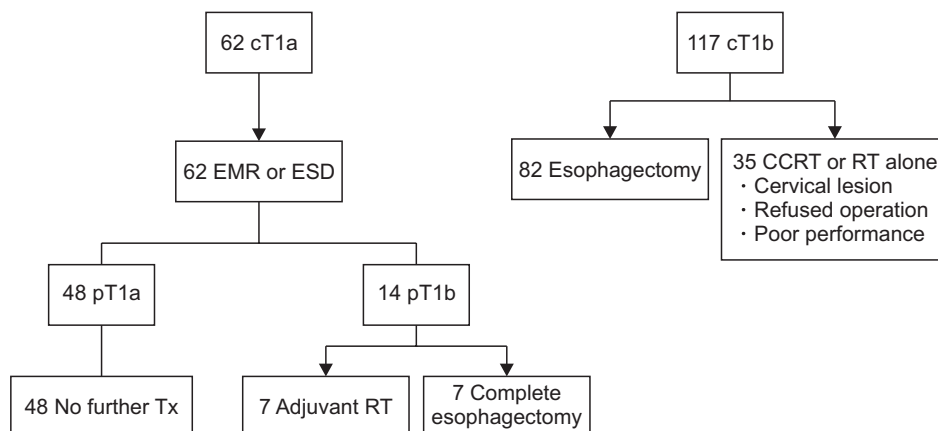 62 cT1a
117 cT1b
62 EMR or ESD
82 Esophagectomy
35 CCRT or RT alone
· Cervical lesion
· Refused operation
· Poor performance
48 pT1a
14 pT1b
48 No further Tx
7 Adjuvant RT
7 Complete
esophagectomy